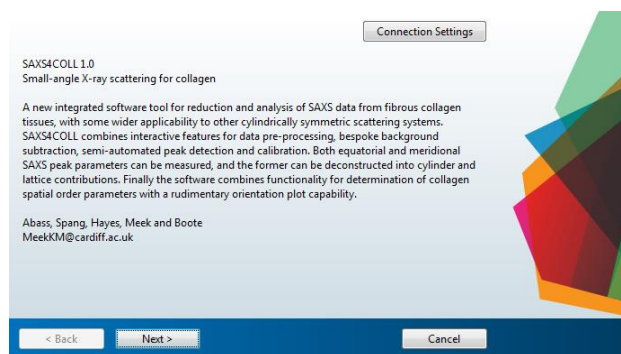 Connection Settings
SAXS4COLL 1.0
Small-angle X-ray scattering for collagen
A new integrated software tool for reduction and analysis of SAXS data from fibrous collagen
tissues, with some wider applicability to other cylindrically symmetric scattering systems.
SAXS4COLL combines interactive features for data pre-processing, bespoke background
subtraction, semi-automated peak detection and calibration. Both equatorial and meridional
SAXS peak parameters can be measured, and the former can be deconstructed into cylinder and
lattice contributions. Finally the software combines functionality for determination of collagen
spatial order parameters with a rudimentary orientation plot capability.
Abass, Spang, Hayes, Meek and Boote
MeekKM@cardiff.ac.uk
< Back Next > Cancel